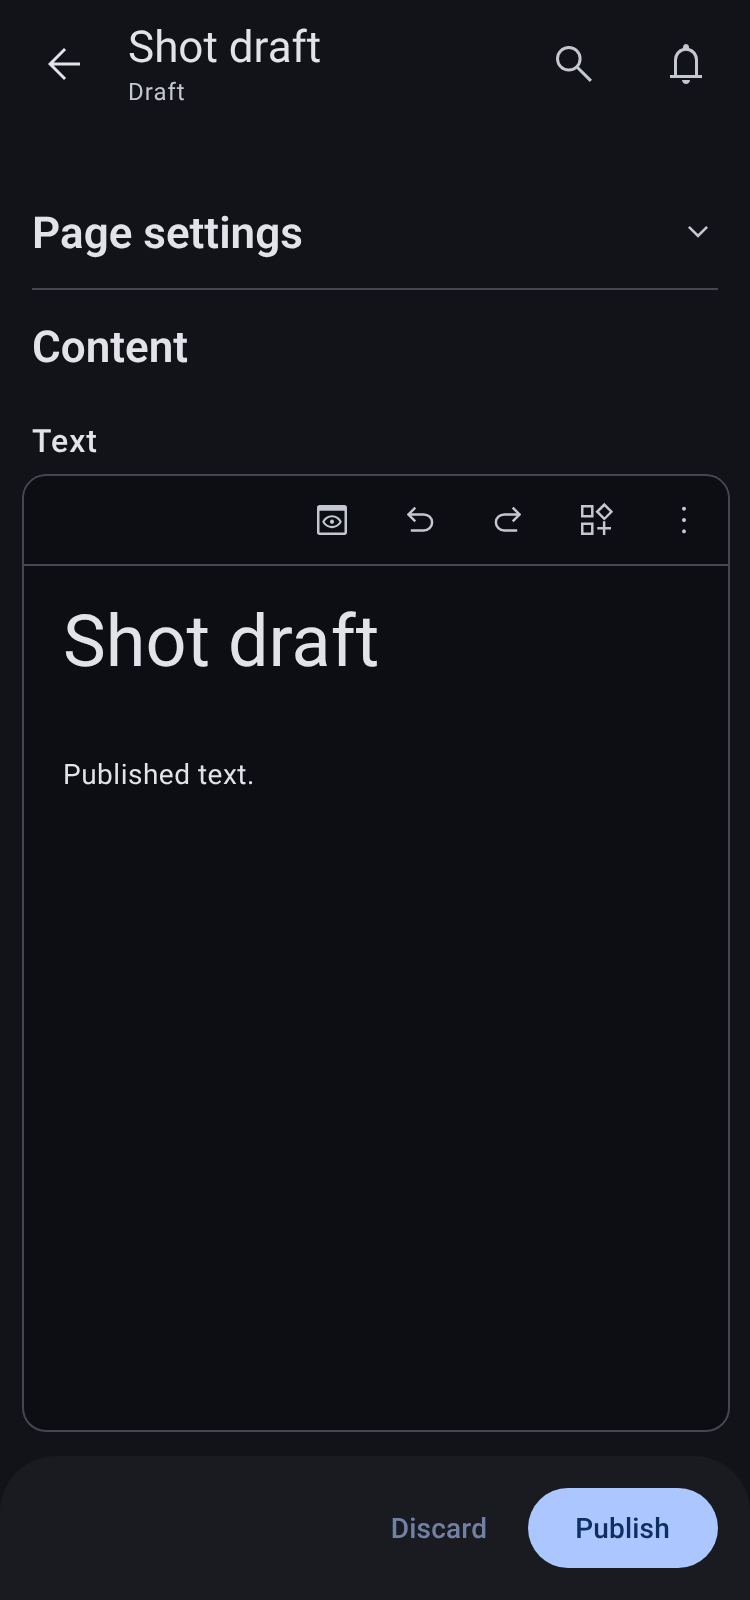 Shot draft
Draft
Page settings
Content
Text
Shot draft
Published text.
Discard
Publish